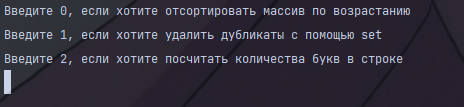 Введите 0, если хотите отсортировать массив по возрастанию
Введите 1, если хотите удалить дубликаты с помощью set
Введите 2, если хотите посчитать количества букв в строке